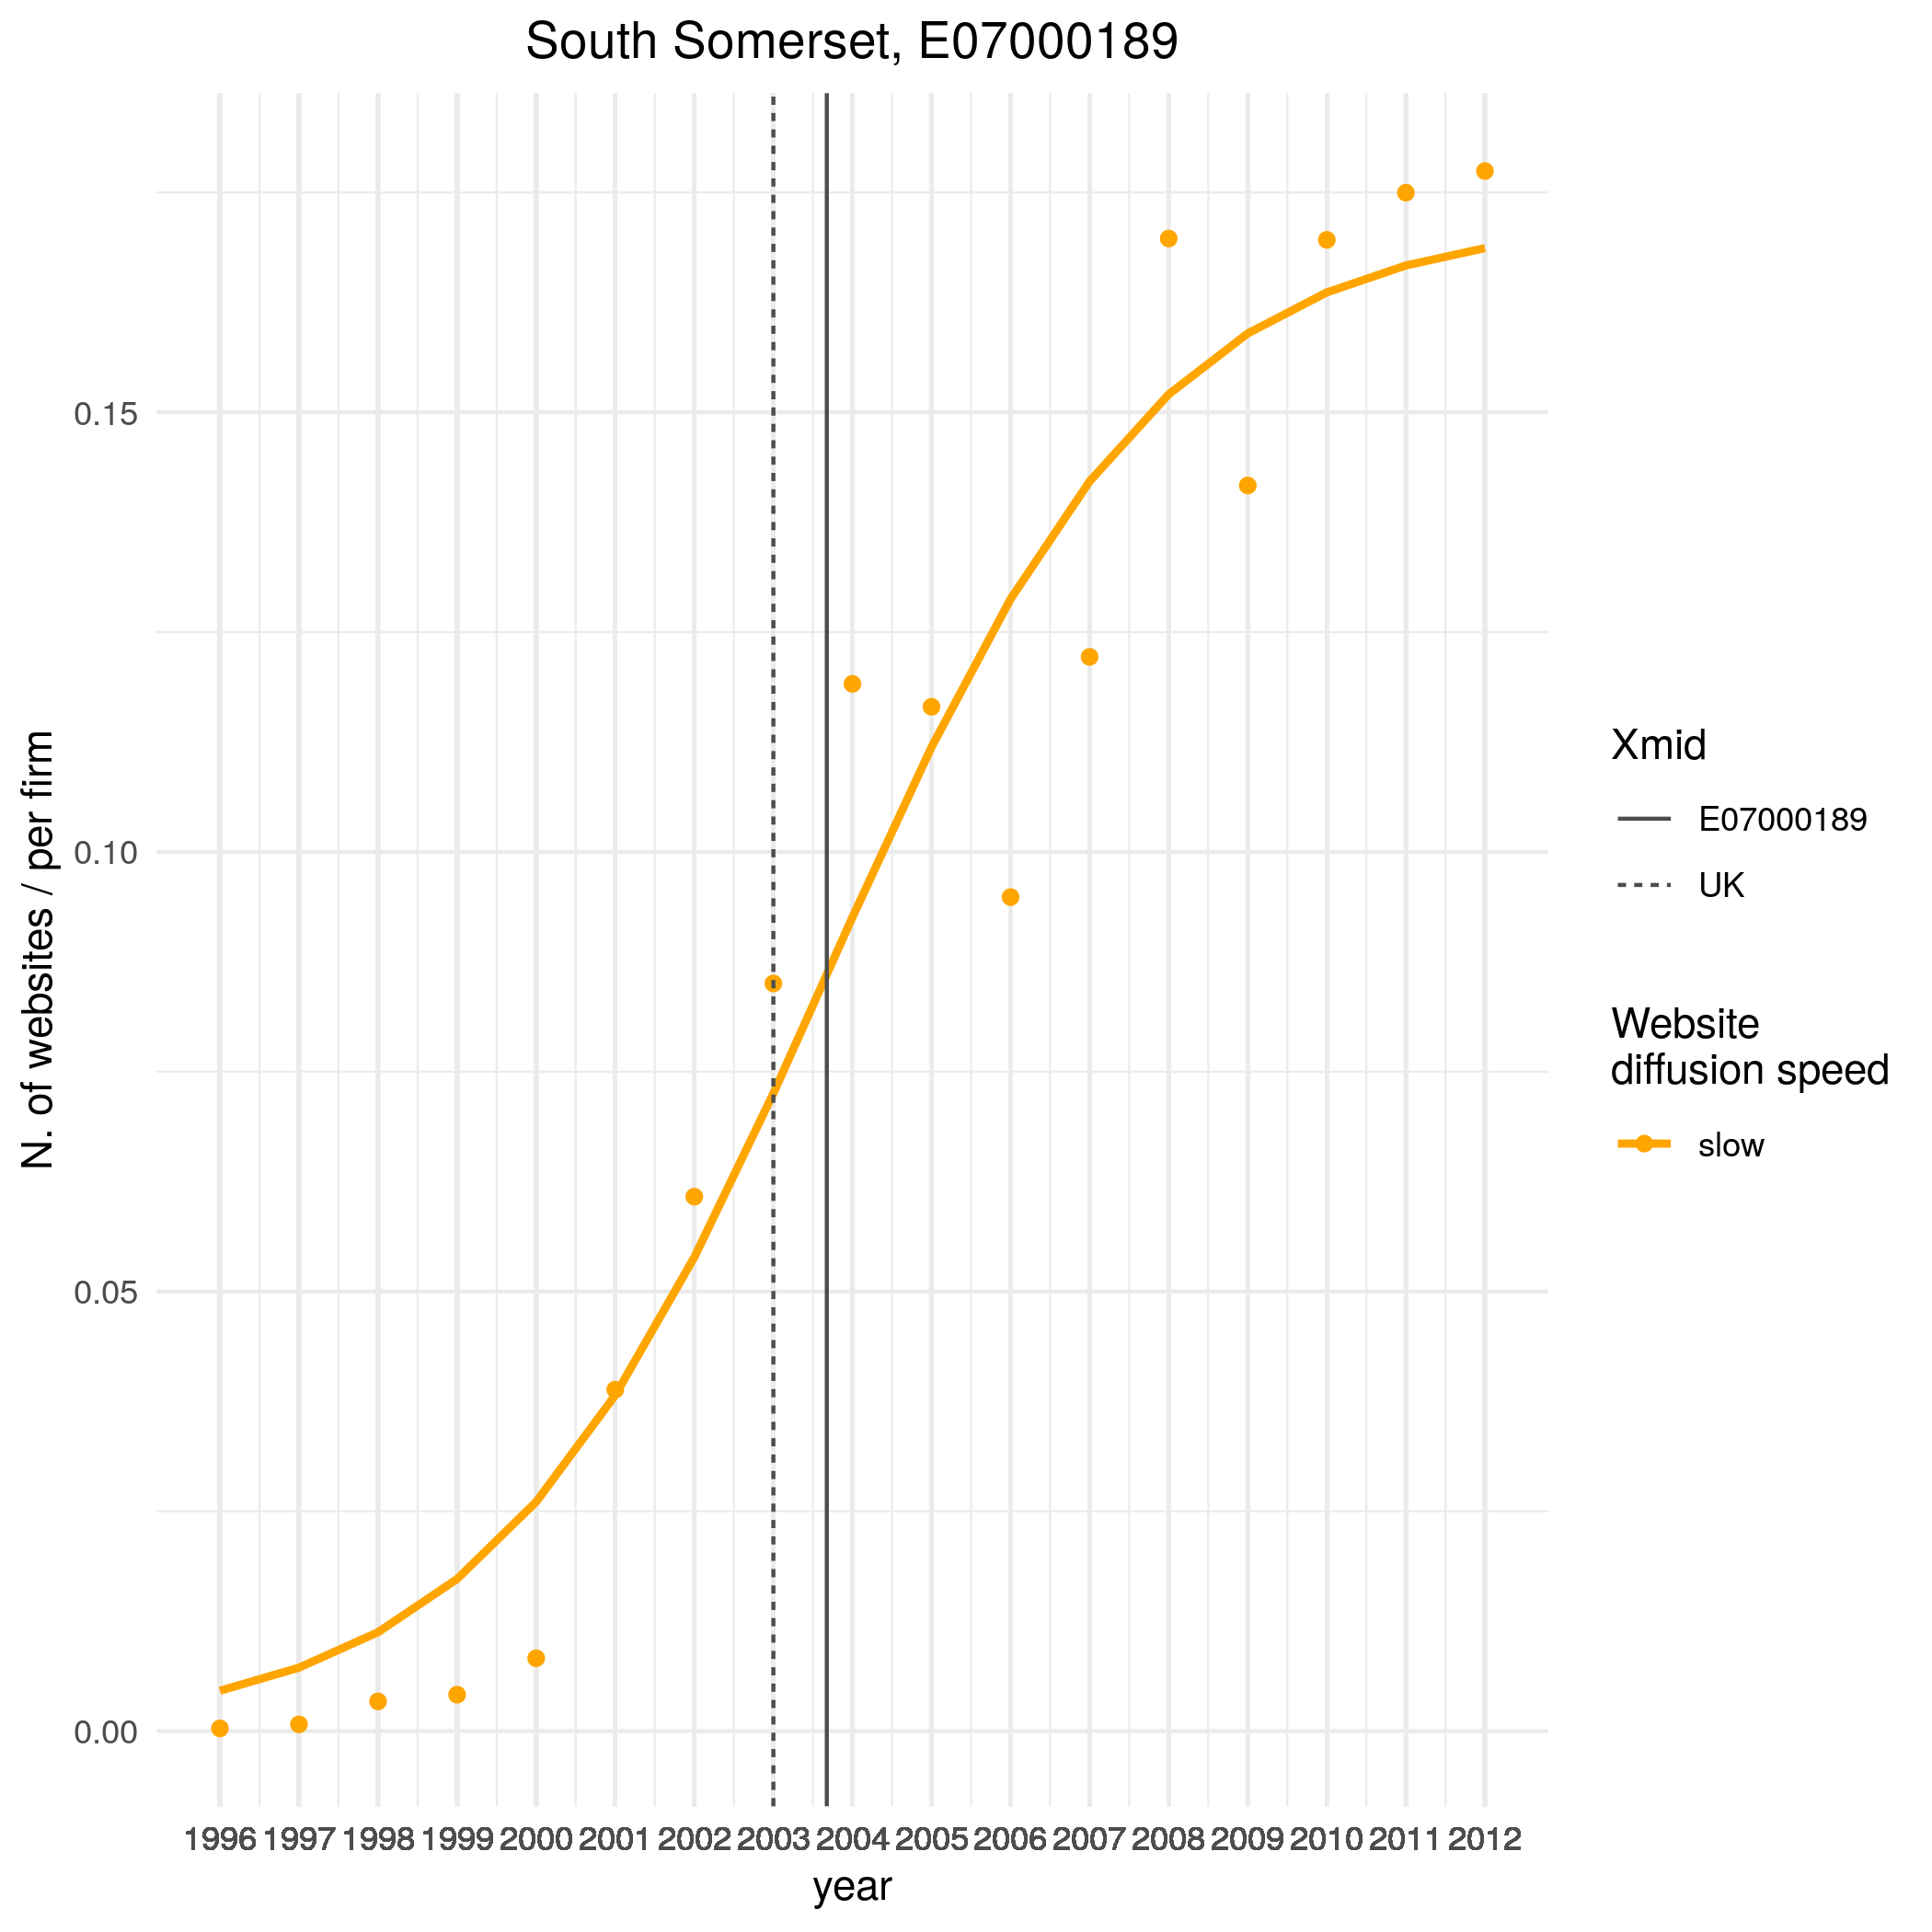 South Somerset, E07000189
N. of websites / per firm
0.15
0.10
0.05
0.00
1996 1997 1998 1999 2000 2001 2002 2003 2004 2005 2006 2007 2008 2009 2010 2011 2012
year
Xmid
E07000189
UK
Website
diffusion speed
slow